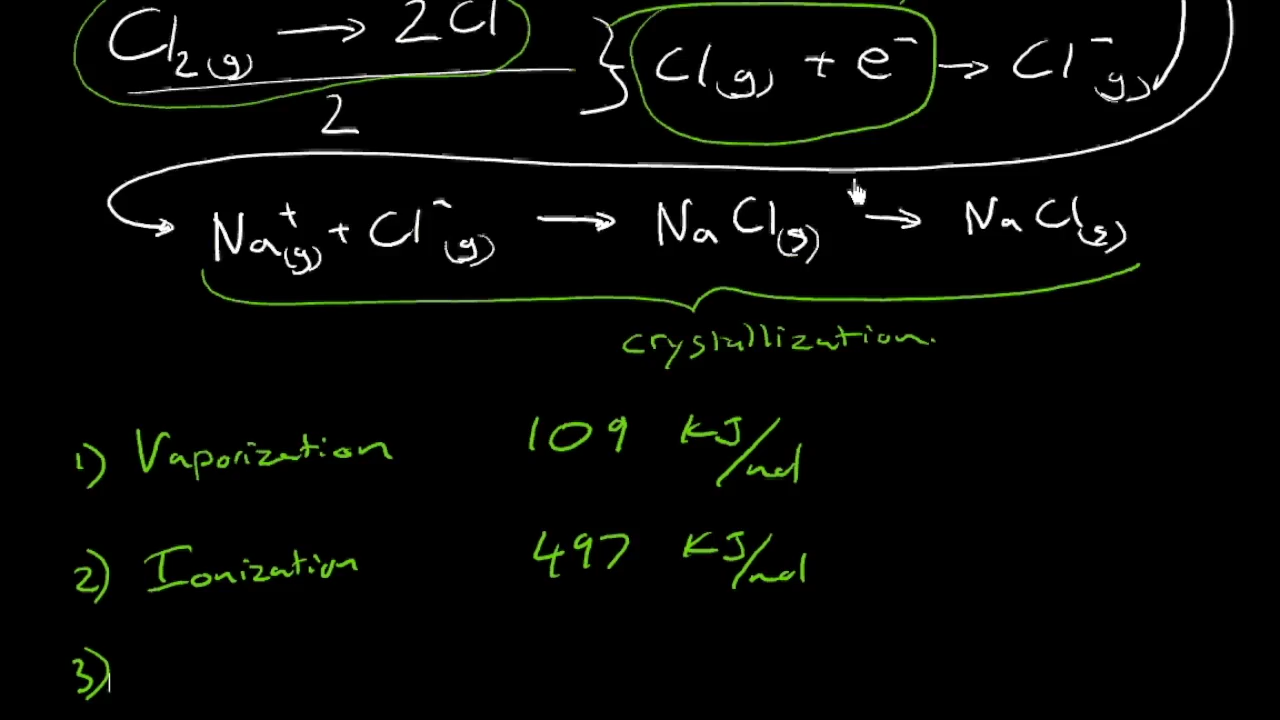 Cl₂(g) → 2Cl } Cl(g) + e⁻ → Cl⁻(g)
2
Na⁺(g) + Cl⁻(g) → NaCl(g) → NaCl(s)
crystallization.
1) Vaporization 109 KJ/mol
2) Ionization 497 KJ/mol
3)